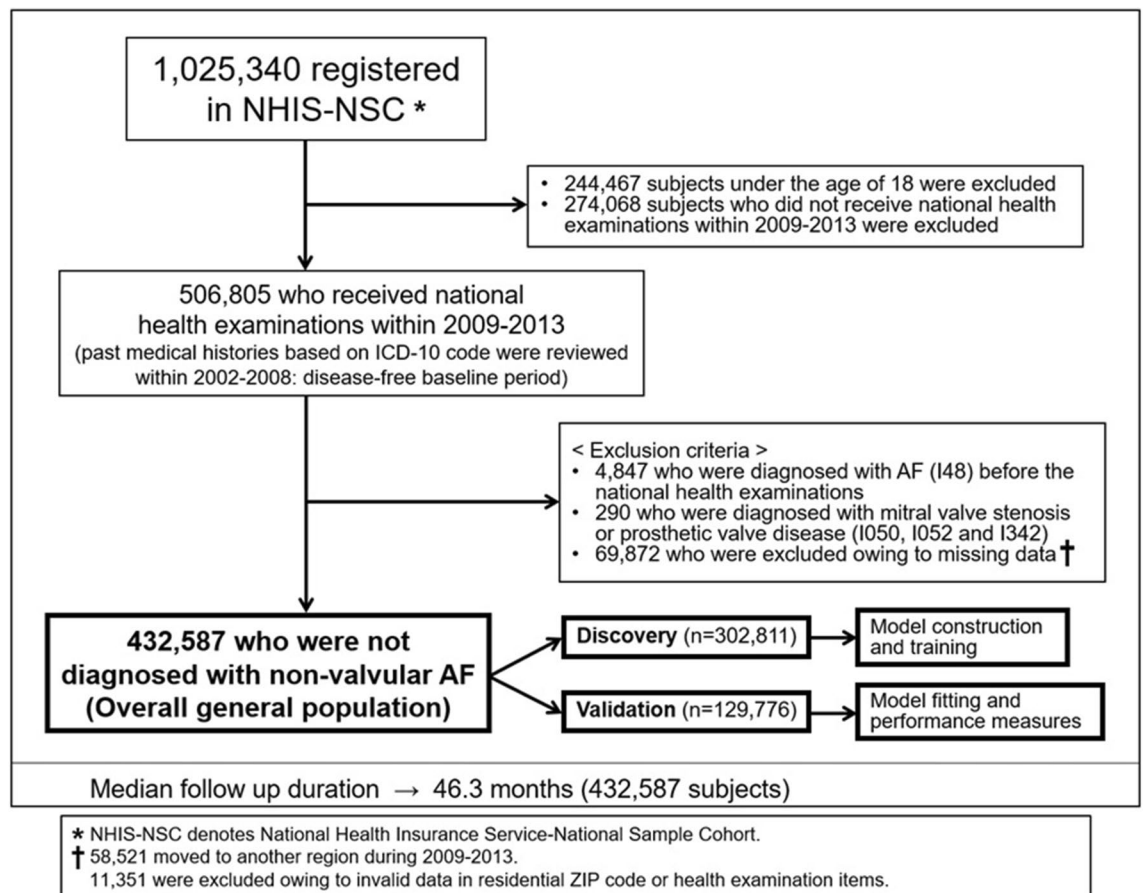 1,025,340 registered
in NHIS-NSC *
• 244,467 subjects under the age of 18 were excluded
• 274,068 subjects who did not receive national health
examinations within 2009-2013 were excluded
506,805 who received national
health examinations within 2009-2013
(past medical histories based on ICD-10 code were reviewed
within 2002-2008: disease-free baseline period)
< Exclusion criteria >
• 4,847 who were diagnosed with AF (I48) before the
national health examinations
• 290 who were diagnosed with mitral valve stenosis
or prosthetic valve disease (I050, I052 and I342)
• 69,872 who were excluded owing to missing data †
432,587 who were not
diagnosed with non-valvular AF
(Overall general population)
Discovery (n=302,811)
Model construction
and training
Validation (n=129,776)
Model fitting and
performance measures
Median follow up duration → 46.3 months (432,587 subjects)
* NHIS-NSC denotes National Health Insurance Service-National Sample Cohort.
† 58,521 moved to another region during 2009-2013.
11,351 were excluded owing to invalid data in residential ZIP code or health examination items.